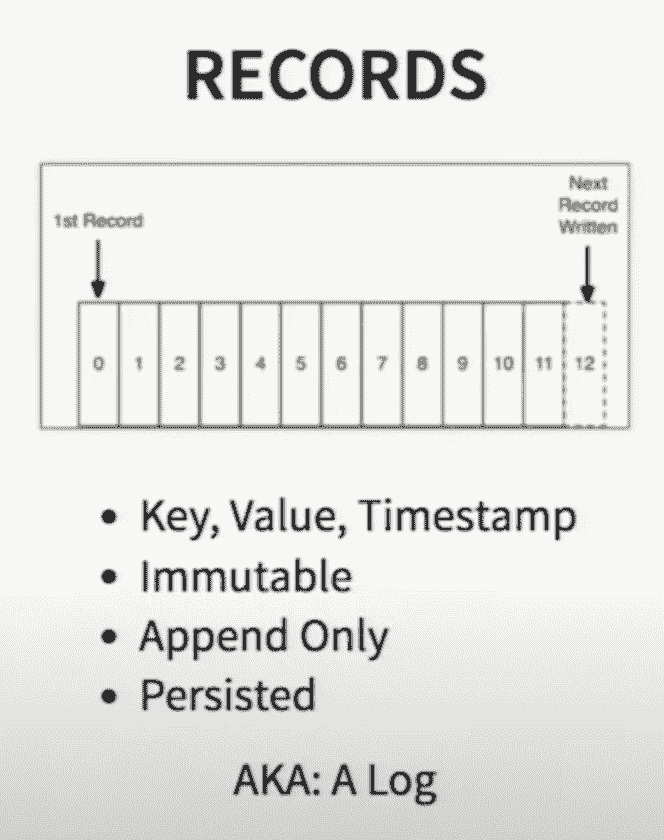 RECORDS
1st Record
Next
Record
Written
0 1 2 3 4 5 6 7 8 9 10 11 12
• Key, Value, Timestamp
• Immutable
• Append Only
• Persisted
AKA: A Log